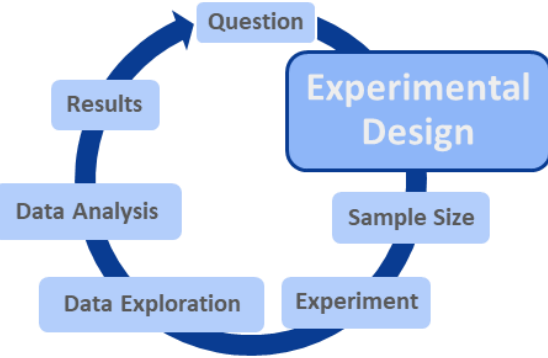 Question
Experimental
Design
Sample Size
Experiment
Data Exploration
Data Analysis
Results